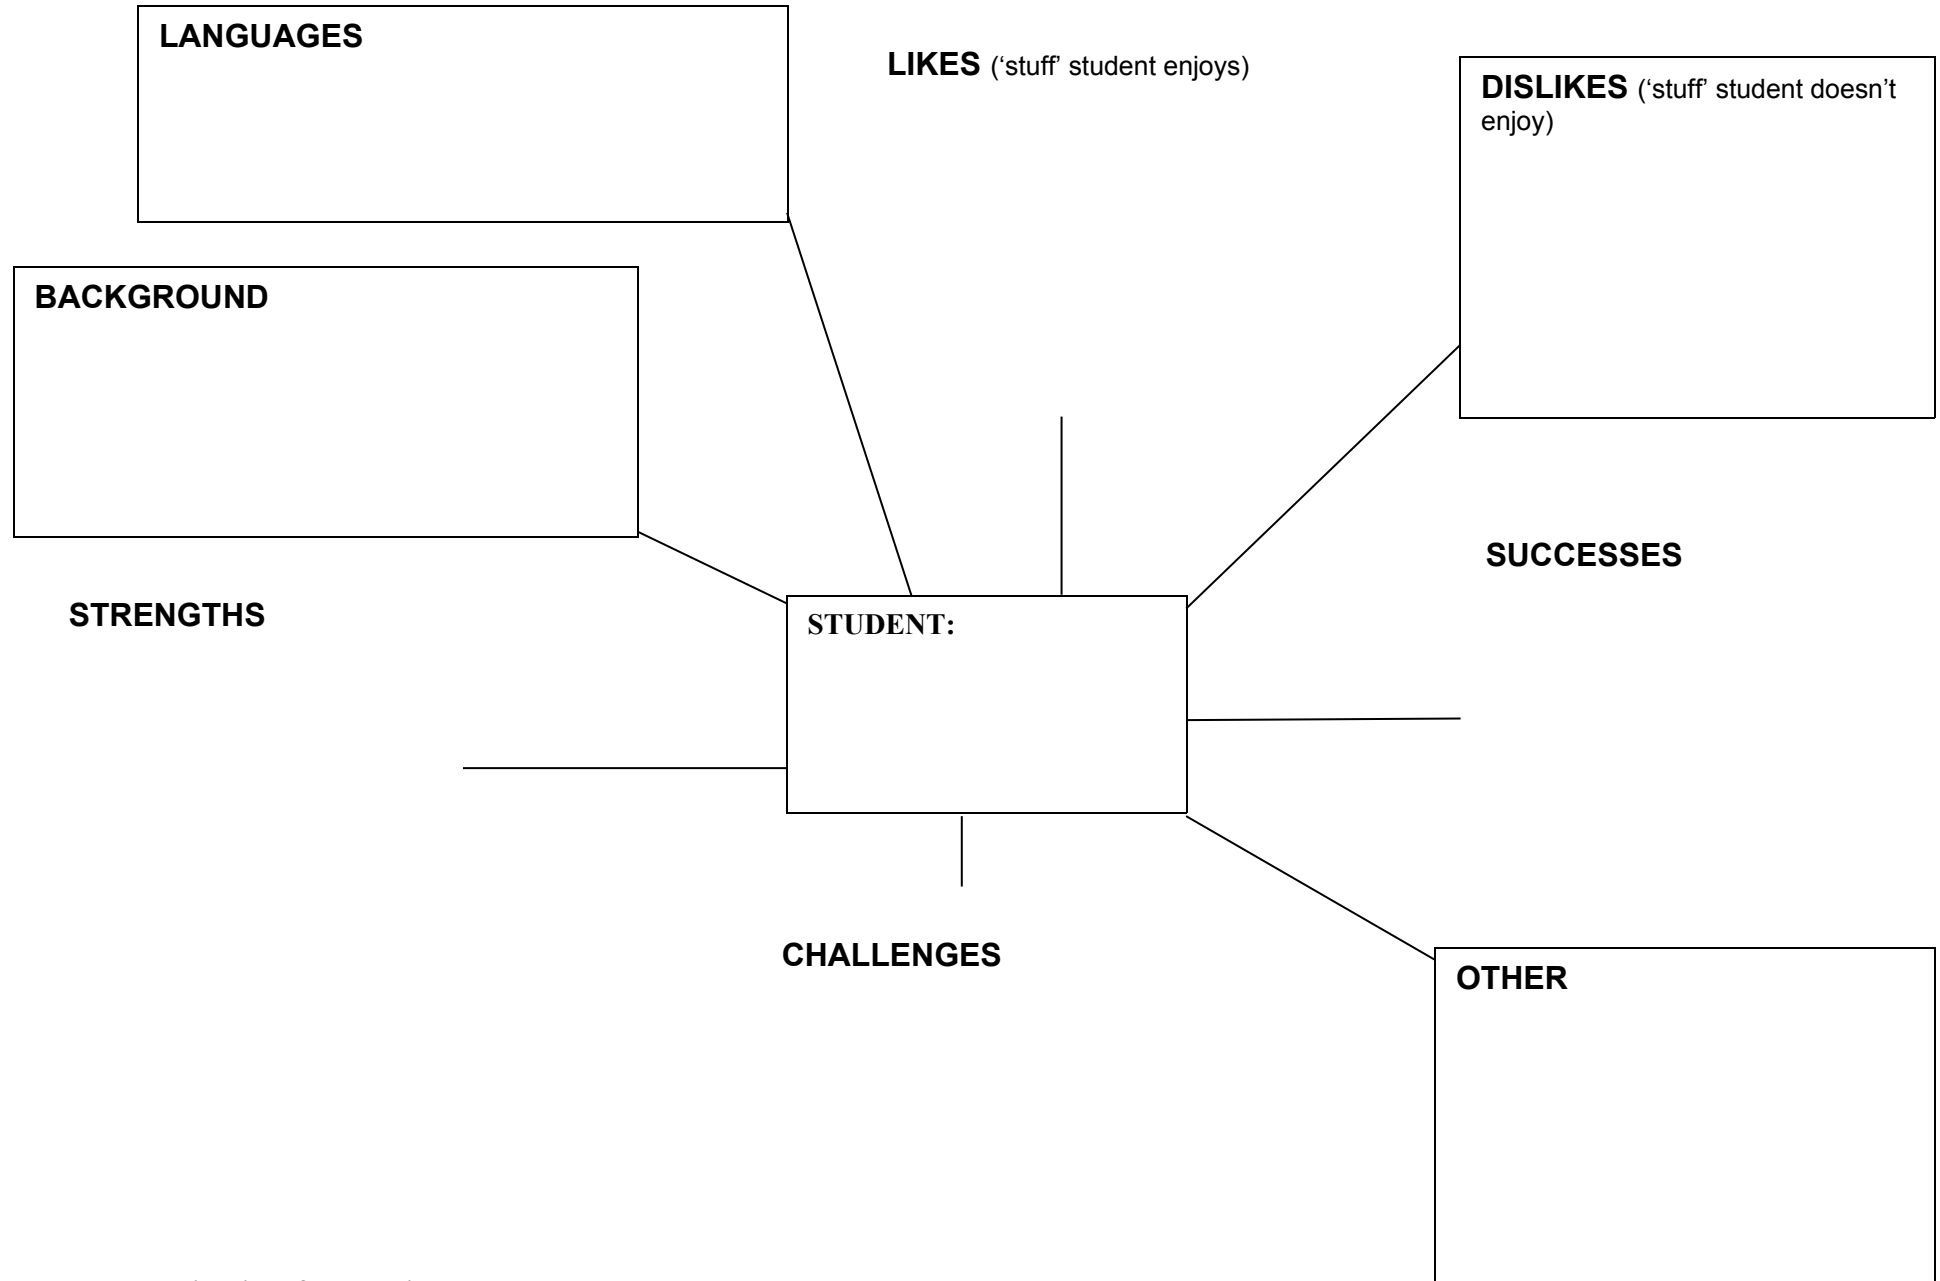 LANGUAGES
LIKES (‘stuff’ student enjoys)
DISLIKES (‘stuff’ student doesn’t
enjoy)
BACKGROUND
SUCCESSES
STRENGTHS
STUDENT:
CHALLENGES
OTHER